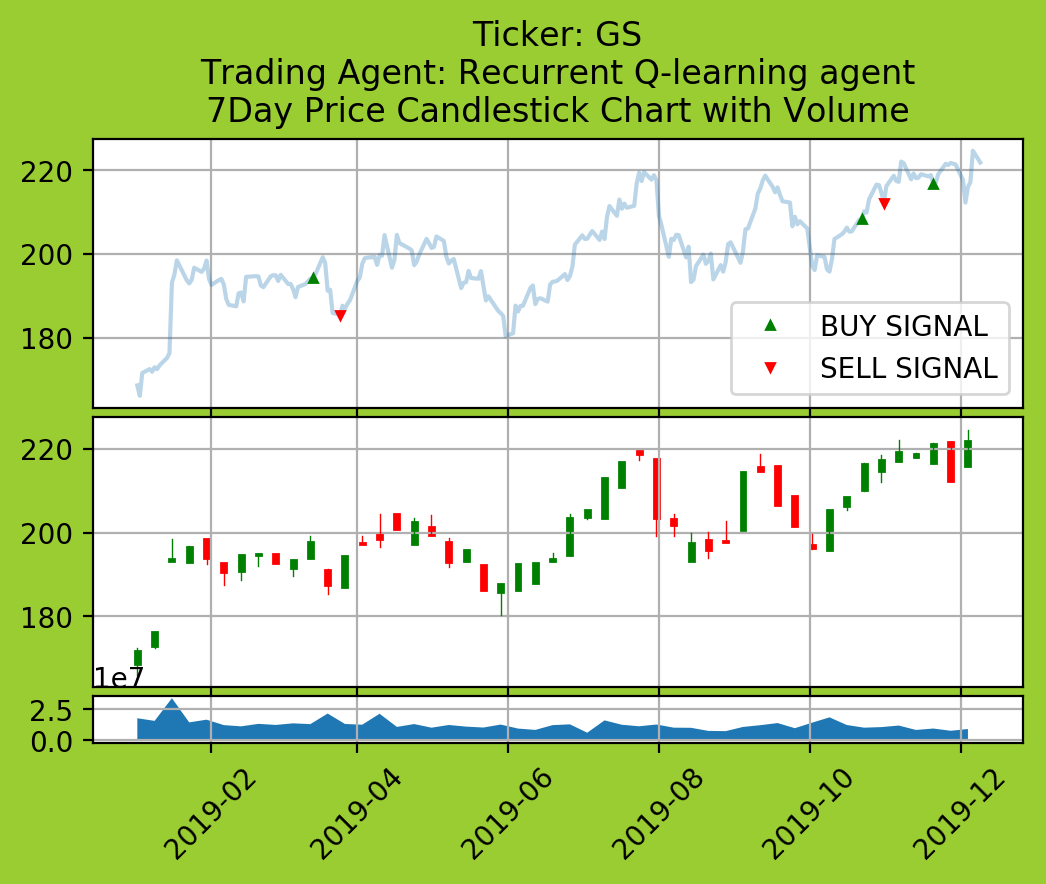 Ticker: GS
Trading Agent: Recurrent Q-learning agent
7Day Price Candlestick Chart with Volume
220
200
180
BUY SIGNAL
SELL SIGNAL
220
200
180
1e7
2.5
0.0
2019-02
2019-04
2019-06
2019-08
2019-10
2019-12